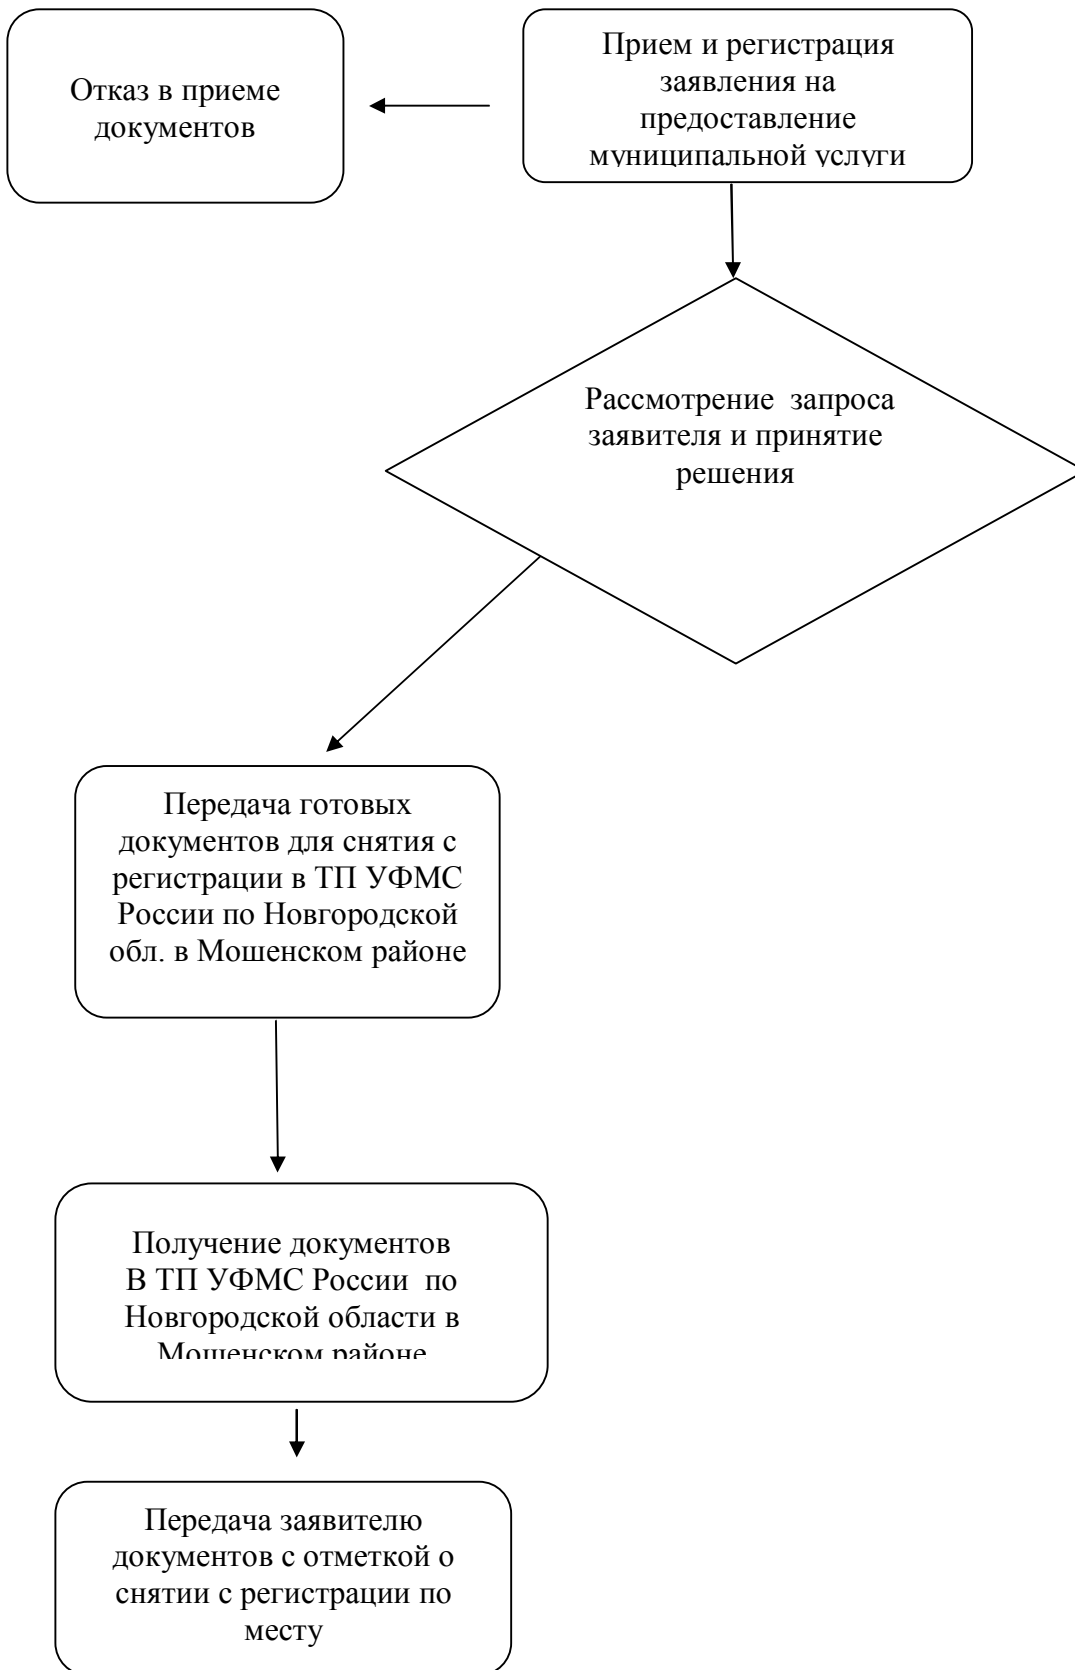 Отказ в приеме
документов
Прием и регистрация
заявления на
предоставление
муниципальной услуги
Рассмотрение запроса
заявителя и принятие
решения
Передача готовых
документов для снятия с
регистрации в ТП УФМС
России по Новгородской
обл. в Мошенском районе
Получение документов
В ТП УФМС России по
Новгородской области в
Мошенском районе
Передача заявителю
документов с отметкой о
снятии с регистрации по
месту